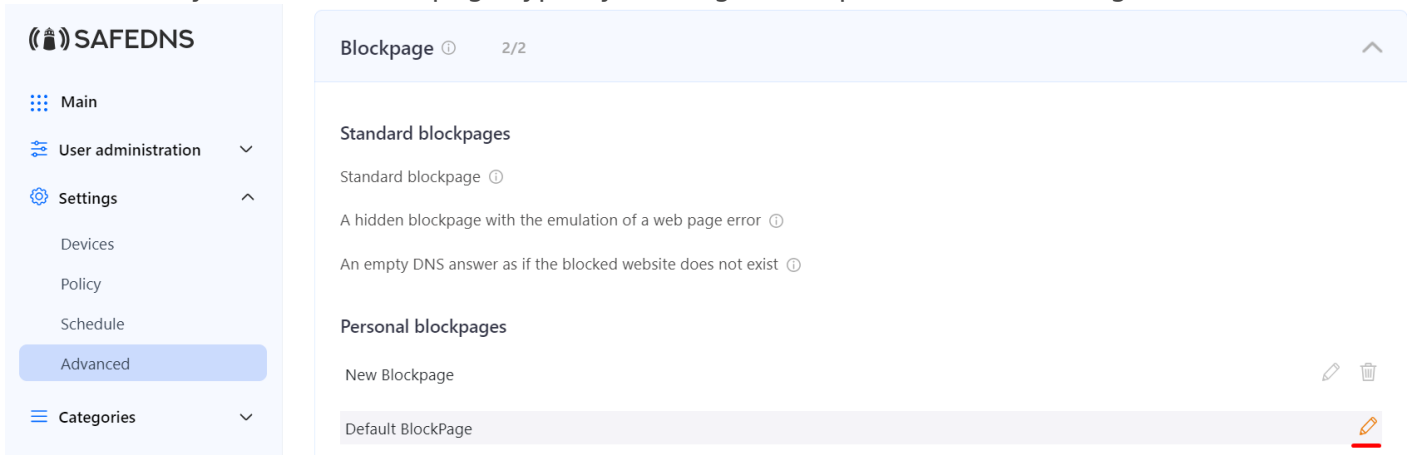 SAFEDNS
Main
User administration
Settings
Devices
Policy
Schedule
Advanced
Categories
Blockpage 2/2
Standard blockpages
Standard blockpage
A hidden blockpage with the emulation of a web page error
An empty DNS answer as if the blocked website does not exist
Personal blockpages
New Blockpage
Default BlockPage